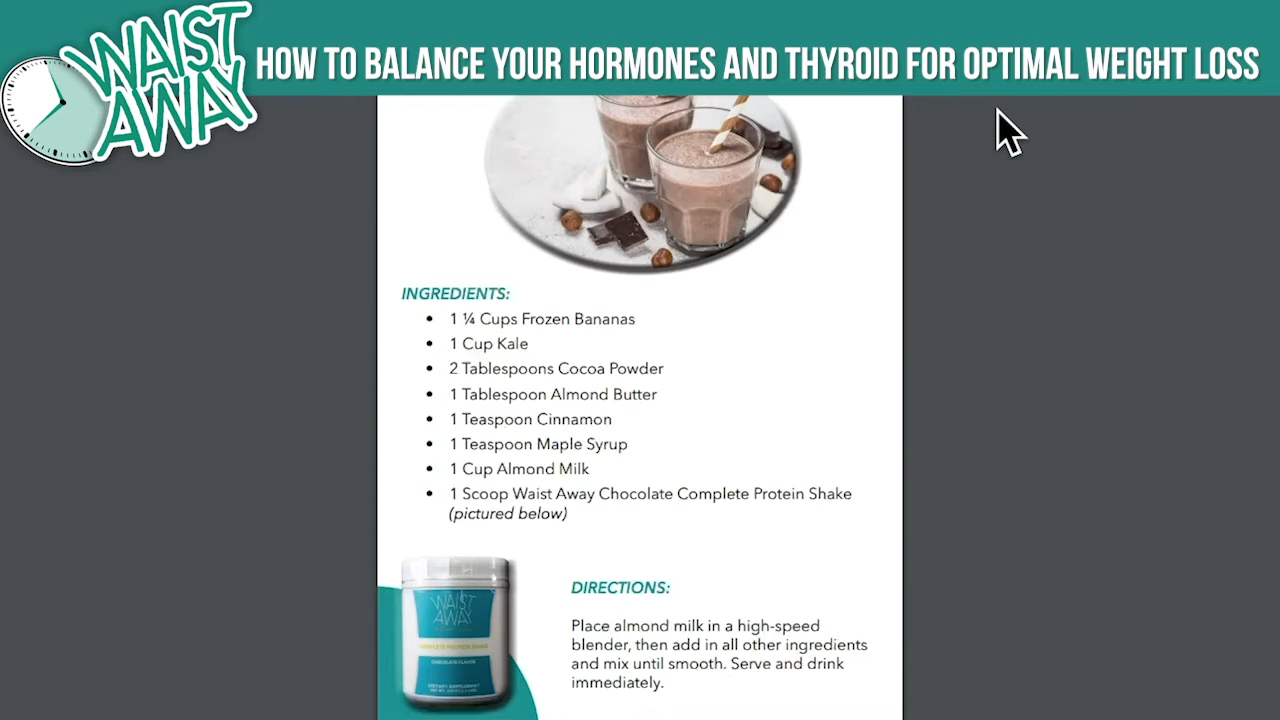 WAIST
AWAY
HOW TO BALANCE YOUR HORMONES AND THYROID FOR OPTIMAL WEIGHT LOSS
INGREDIENTS:
• 1 ¼ Cups Frozen Bananas
• 1 Cup Kale
• 2 Tablespoons Cocoa Powder
• 1 Tablespoon Almond Butter
• 1 Teaspoon Cinnamon
• 1 Teaspoon Maple Syrup
• 1 Cup Almond Milk
• 1 Scoop Waist Away Chocolate Complete Protein Shake
(pictured below)
WAIST
AWAY
COMPLETE PROTEIN SHAKE
CHOCOLATE FLAVOR
DIETARY SUPPLEMENT
DIRECTIONS:
Place almond milk in a high-speed
blender, then add in all other ingredients
and mix until smooth. Serve and drink
immediately.